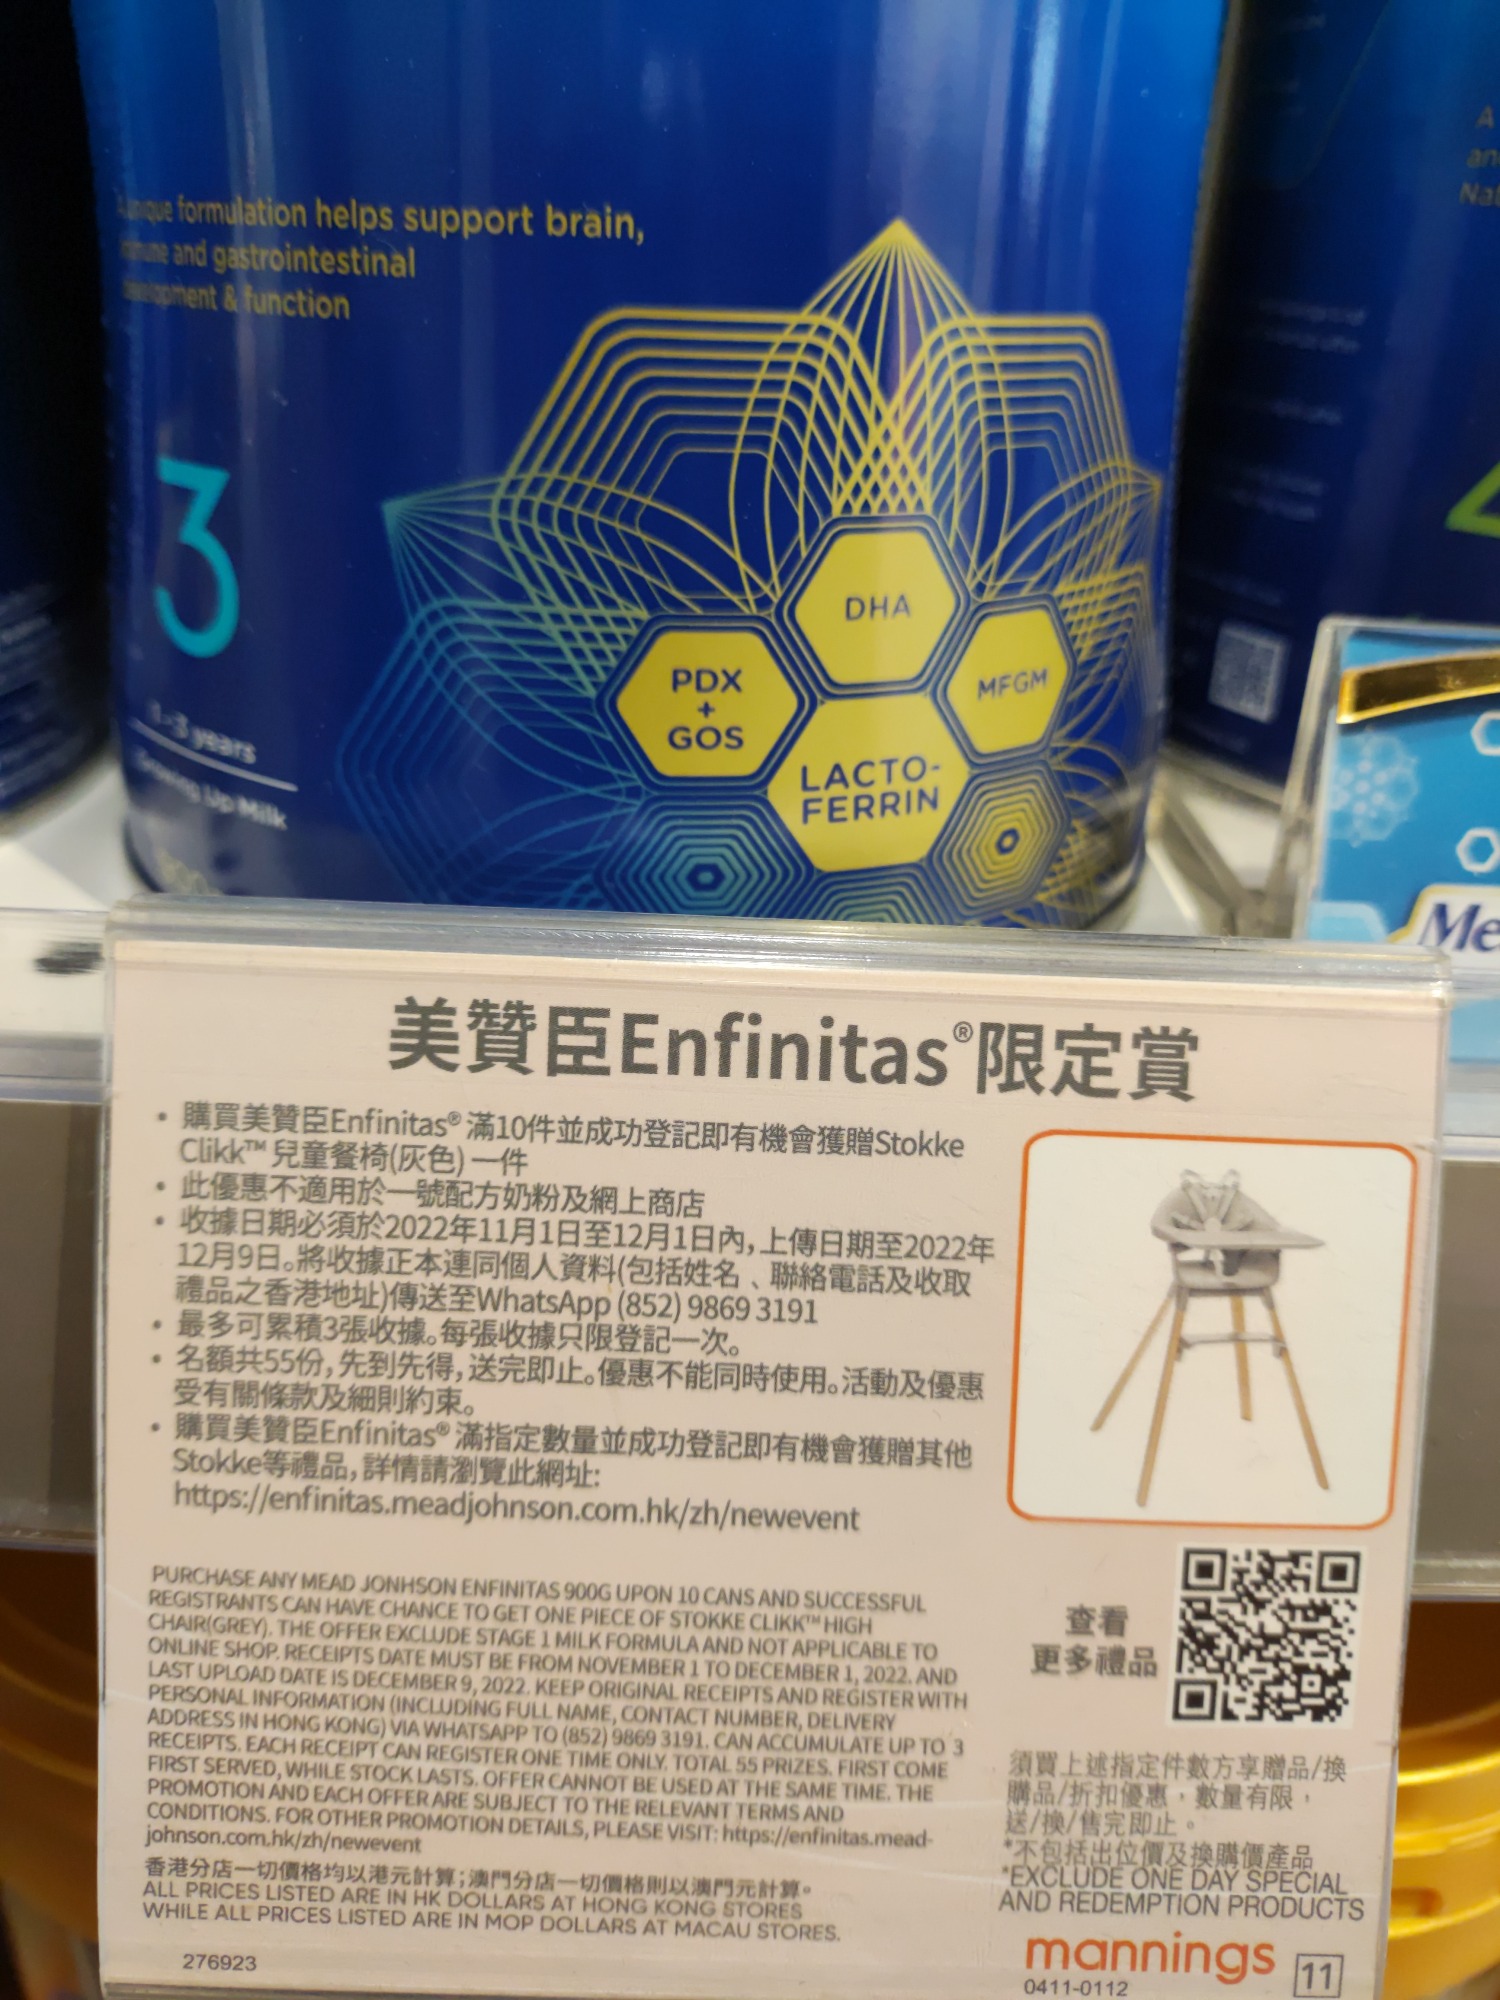 A unique formulation helps support brain,
immune and gastrointestinal
development & function
3
1-3 years
Growing Up Milk
DHA
PDX
+
GOS
MFGM
LACTO-
FERRIN
A
Me
美贊臣Enfinitas®限定賞
• 購買美贊臣Enfinitas® 滿10件並成功登記即有機會獲贈Stokke
Clikk™ 兒童餐椅(灰色) 一件
• 此優惠不適用於一號配方奶粉及網上商店
• 收據日期必須於2022年11月1日至12月1日內，上傳日期至2022年
12月9日。將收據正本連同個人資料(包括姓名、聯絡電話及收取
禮品之香港地址)傳送至WhatsApp (852) 9869 3191
• 最多可累積3張收據。每張收據只限登記一次。
• 名額共55份，先到先得，送完即止。優惠不能同時使用。活動及優惠
受有關條款及細則約束。
• 購買美贊臣Enfinitas® 滿指定數量並成功登記即有機會獲贈其他
Stokke等禮品，詳情請瀏覽此網址:
https://enfinitas.meadjohnson.com.hk/zh/newevent
PURCHASE ANY MEAD JONHSON ENFINITAS 900G UPON 10 CANS AND SUCCESSFUL
REGISTRANTS CAN HAVE CHANCE TO GET ONE PIECE OF STOKKE CLIKK™ HIGH
CHAIR(GREY). THE OFFER EXCLUDE STAGE 1 MILK FORMULA AND NOT APPLICABLE TO
ONLINE SHOP. RECEIPTS DATE MUST BE FROM NOVEMBER 1 TO DECEMBER 1, 2022. AND
LAST UPLOAD DATE IS DECEMBER 9, 2022. KEEP ORIGINAL RECEIPTS AND REGISTER WITH
PERSONAL INFORMATION (INCLUDING FULL NAME, CONTACT NUMBER, DELIVERY
ADDRESS IN HONG KONG) VIA WHATSAPP TO (852) 9869 3191. CAN ACCUMULATE UP TO 3
RECEIPTS. EACH RECEIPT CAN REGISTER ONE TIME ONLY. TOTAL 55 PRIZES. FIRST COME
FIRST SERVED, WHILE STOCK LASTS. OFFER CANNOT BE USED AT THE SAME TIME. THE
PROMOTION AND EACH OFFER ARE SUBJECT TO THE RELEVANT TERMS AND
CONDITIONS. FOR OTHER PROMOTION DETAILS, PLEASE VISIT: https://enfinitas.mead-
johnson.com.hk/zh/newevent
香港分店一切價格均以港元計算；澳門分店一切價格則以澳門元計算。
ALL PRICES LISTED ARE IN HK DOLLARS AT HONG KONG STORES
WHILE ALL PRICES LISTED ARE IN MOP DOLLARS AT MACAU STORES.
276923
查看
更多禮品
須買上述指定件數方享贈品/換
購品/折扣優惠，數量有限，
送/換/售完即止。
*不包括出位價及換購價產品
*EXCLUDE ONE DAY SPECIAL
AND REDEMPTION PRODUCTS
mannings
0411-0112
11